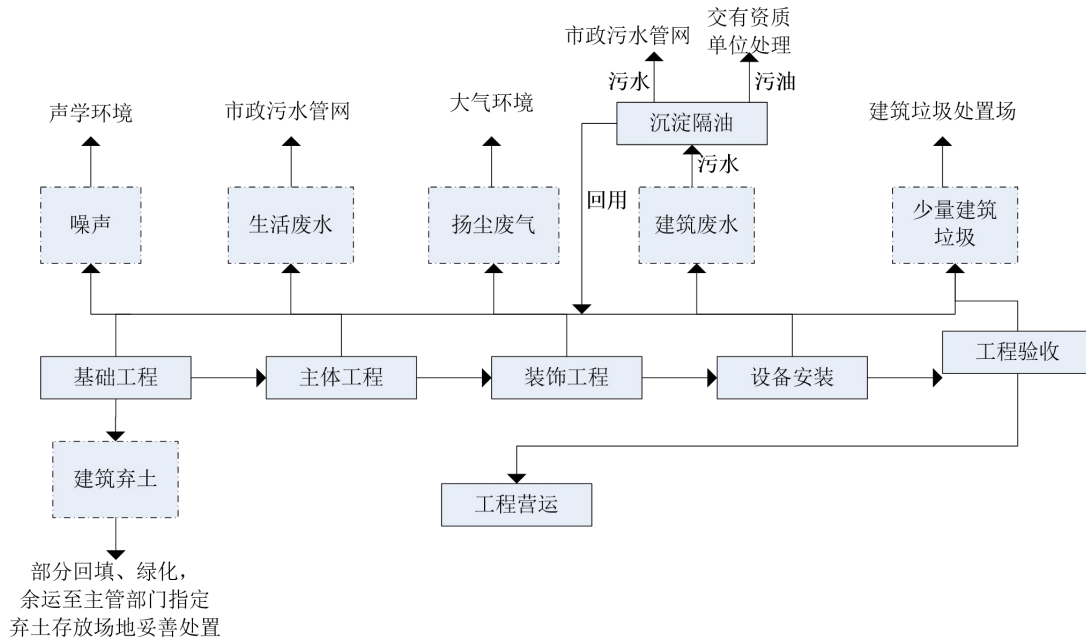 市政污水管网
交有资质
单位处理
污水
污油
声学环境
市政污水管网
大气环境
沉淀隔油
建筑垃圾处置场
污水
回用
噪声
生活废水
扬尘废气
建筑废水
少量建筑
垃圾
基础工程
主体工程
装饰工程
设备安装
工程验收
建筑弃土
工程营运
部分回填、绿化，
余运至主管部门指定
弃土存放场地妥善处置